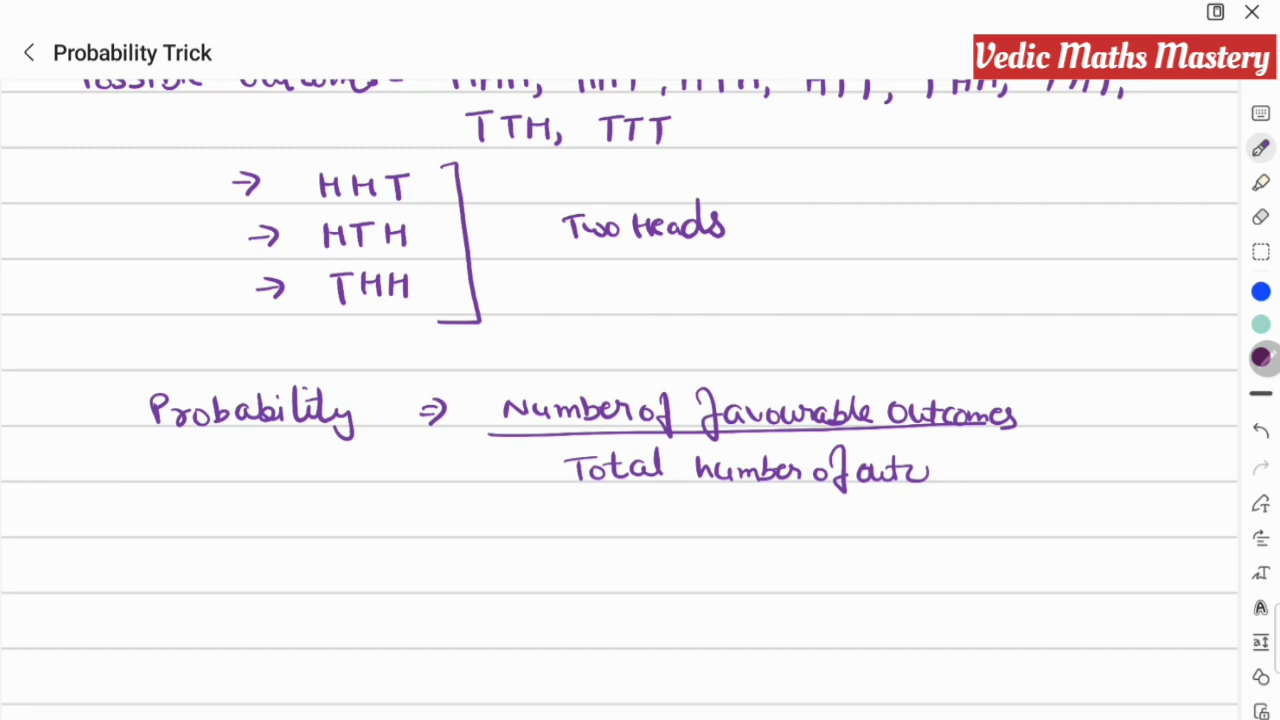 Probability Trick
Vedic Maths Mastery
TTH, TTT
→ HHT
→ HTH
→ THH
Two Heads
Probability ⇒ Number of favourable outcomes
Total number of outc